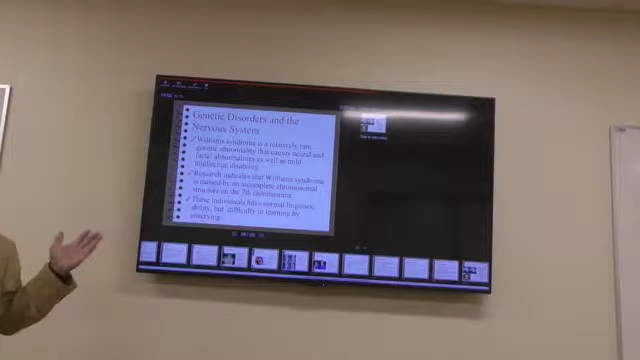 Genetic Disorders and the
Nervous System
✓Williams syndrome is a relatively rare
genetic abnormality that causes neural and
facial abnormalities as well as mild
intellectual disability.
✓Research indicates that Williams syndrome
is caused by an incomplete chromosomal
structure on the 7th chromosome.
✓These individuals have normal linguistic
ability, but difficulty in learning by
observing